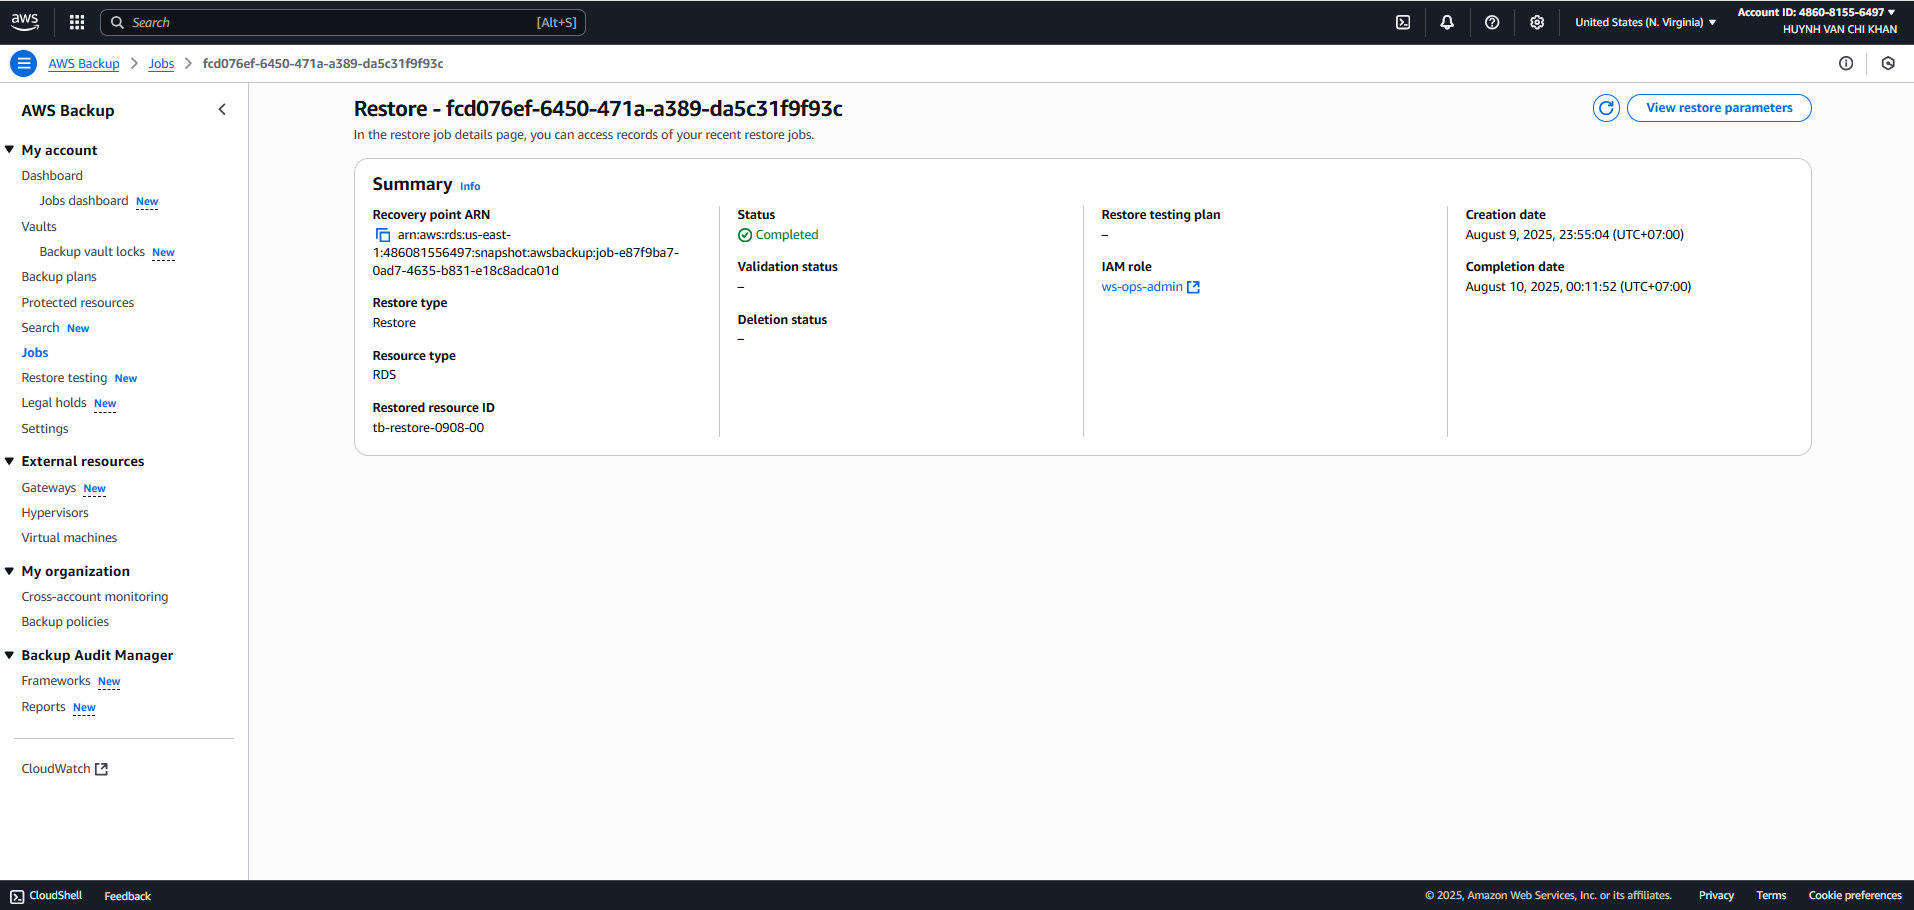 aws
Search
[Alt+S]
United States (N. Virginia)
Account ID: 4860-8155-6497
HUYNH VAN CHI KHAN
AWS Backup
Jobs
fcd076ef-6450-471a-a389-da5c31f9f93c
AWS Backup
My account
Dashboard
Jobs dashboard New
Vaults
Backup vault locks New
Backup plans
Protected resources
Search New
Jobs
Restore testing New
Legal holds New
Settings
External resources
Gateways New
Hypervisors
Virtual machines
My organization
Cross-account monitoring
Backup policies
Backup Audit Manager
Frameworks New
Reports New
CloudWatch
Restore - fcd076ef-6450-471a-a389-da5c31f9f93c
View restore parameters
In the restore job details page, you can access records of your recent restore jobs.
Summary Info
Recovery point ARN
arn:aws:rds:us-east-
1:486081556497:snapshot:awsbackup:job-e87f9ba7-
0ad7-4635-b831-e18c8adca01d
Restore type
Restore
Resource type
RDS
Restored resource ID
tb-restore-0908-00
Status
Completed
Validation status
–
Deletion status
–
Restore testing plan
–
IAM role
ws-ops-admin
Creation date
August 9, 2025, 23:55:04 (UTC+07:00)
Completion date
August 10, 2025, 00:11:52 (UTC+07:00)
CloudShell
Feedback
© 2025, Amazon Web Services, Inc. or its affiliates.
Privacy
Terms
Cookie preferences